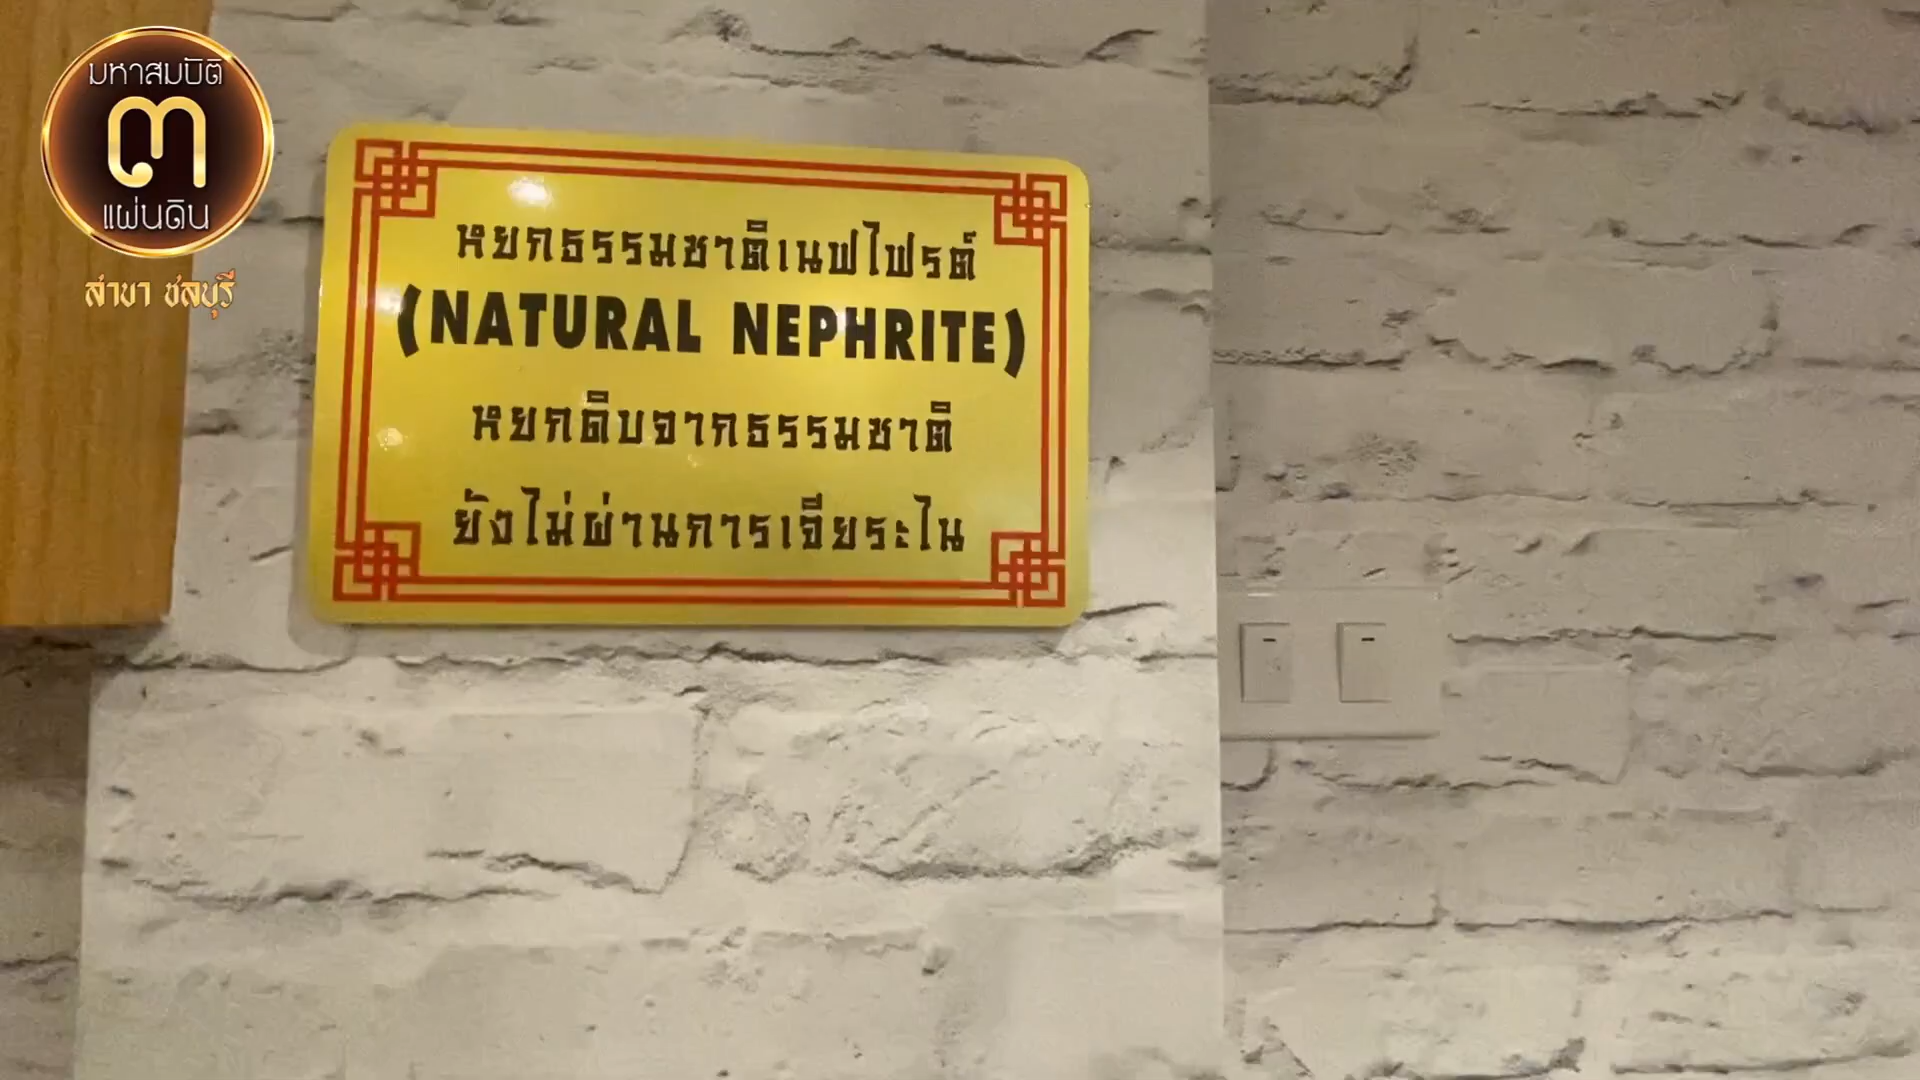 มหาสมบัติ
๓
แผ่นดิน
สาขา ชลบุรี
หยกธรรมชาติเนฟไฟรต์
(NATURAL NEPHRITE)
หยกดิบจากธรรมชาติ
ยังไม่ผ่านการเจียระไน